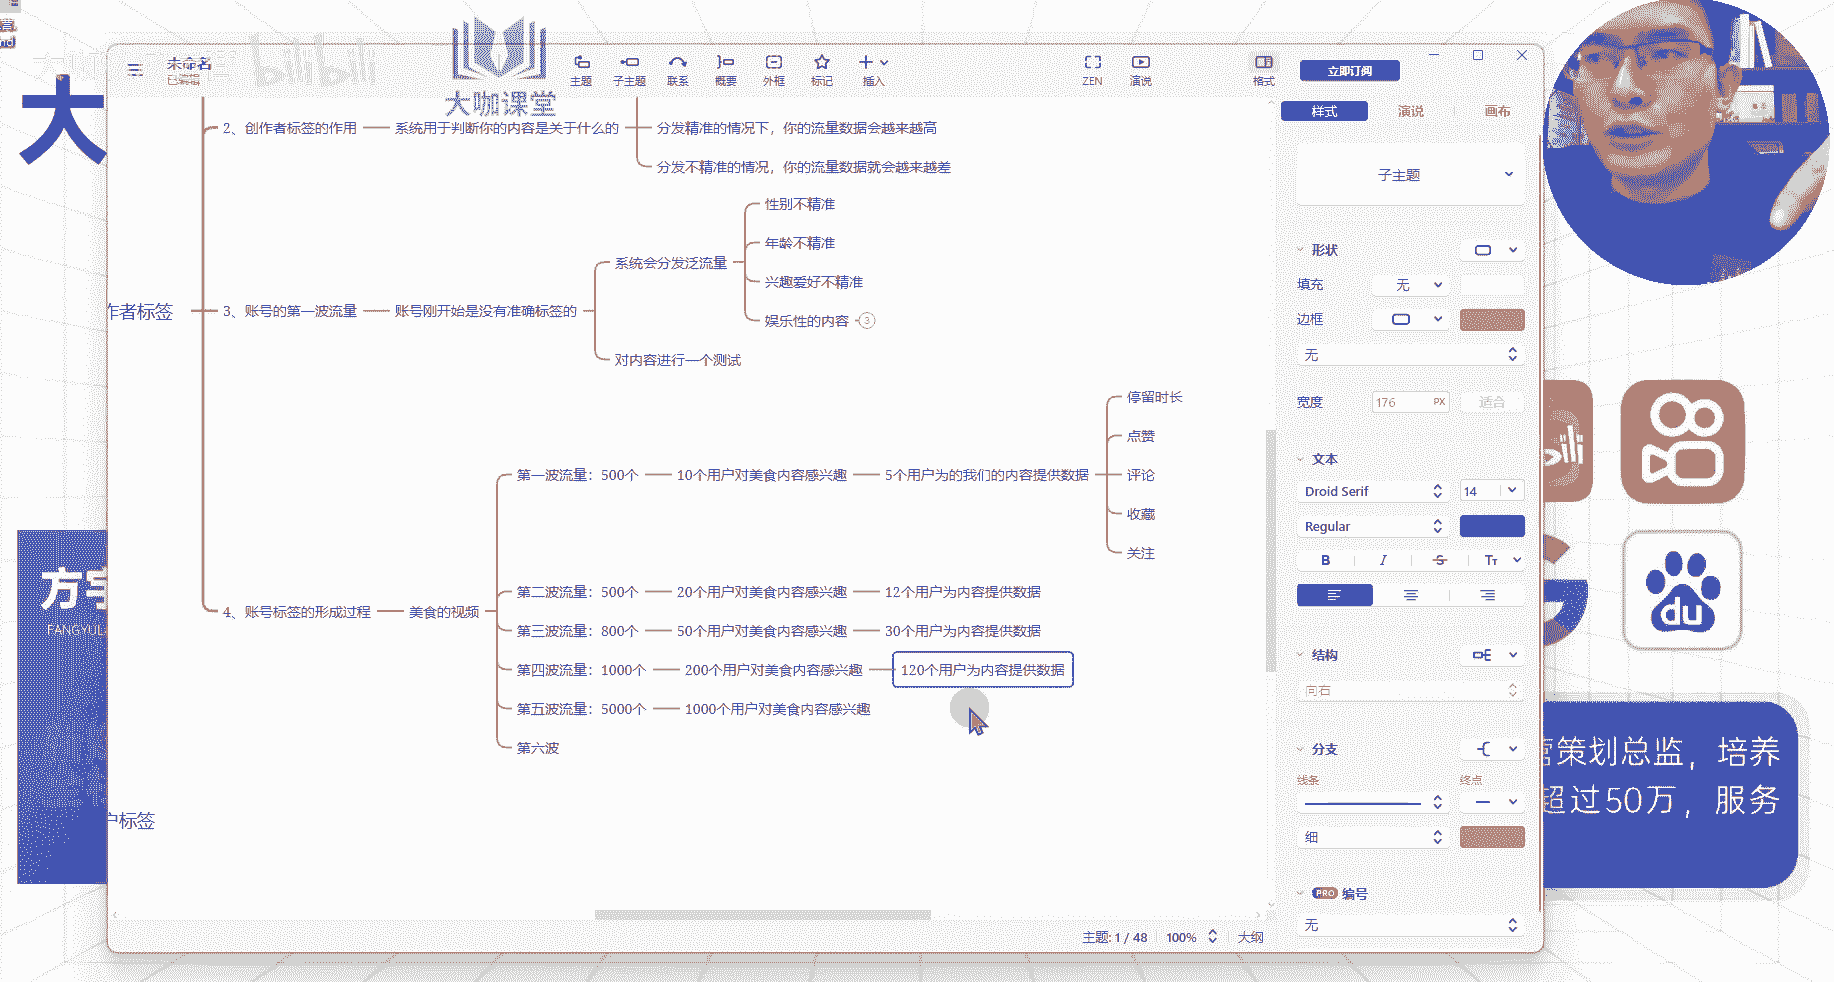 未命名
已编辑
bilibili
大咖课堂
主题
子主题
联系
概要
外框
标记
插入
ZEN
演说
格式
立即订阅
大
2、创作者标签的作用
系统用于判断你的内容是关于什么的
分发精准的情况下，你的流量数据会越来越高
分发不精准的情况，你的流量数据就会越来越差
作者标签
3、账号的第一波流量
账号刚开始是没有准确标签的
系统会分发泛流量
性别不精准
年龄不精准
兴趣爱好不精准
娱乐性的内容
3
对内容进行一个测试
4、账号标签的形成过程
美食的视频
第一波流量：500个
10个用户对美食内容感兴趣
5个用户为的我们的内容提供数据
停留时长
点赞
评论
收藏
关注
第二波流量：500个
20个用户对美食内容感兴趣
12个用户为内容提供数据
第三波流量：800个
50个用户对美食内容感兴趣
30个用户为内容提供数据
第四波流量：1000个
200个用户对美食内容感兴趣
120个用户为内容提供数据
第五波流量：5000个
1000个用户对美食内容感兴趣
第六波
户标签
样式
演说
画布
子主题
形状
填充
无
边框
无
宽度
176
PX
适合
文本
Droid Serif
14
Regular
B
I
S
Tт
结构
向右
分支
线条
终点
细
PRO
编号
无
主题: 1 / 48
100%
大纲
方宇
FANGYU
du
营策划总监，培养
超过50万，服务